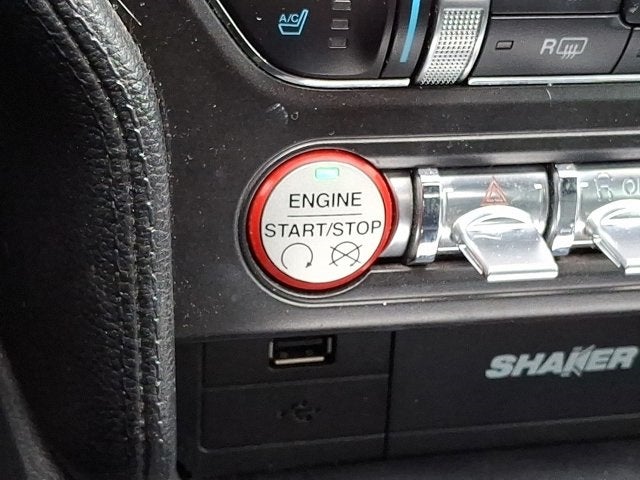 A/C
R
ENGINE
START/STOP
SHAKER